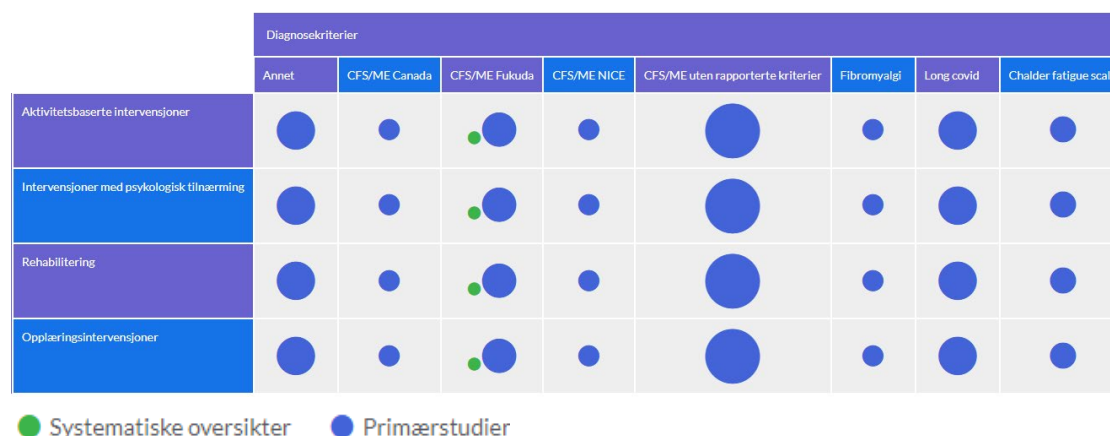 Diagnosekriterier
Annet CFS/ME Canada CFS/ME Fukuda CFS/ME NICE CFS/ME uten rapporterte kriterier Fibromyalgi Long covid Chalder fatigue scal
Aktivitetsbaserte intervensjoner
Intervensjoner med psykologisk tilnærming
Rehabilitering
Opplæringsintervensjoner
Systematiske oversikter Primærstudier